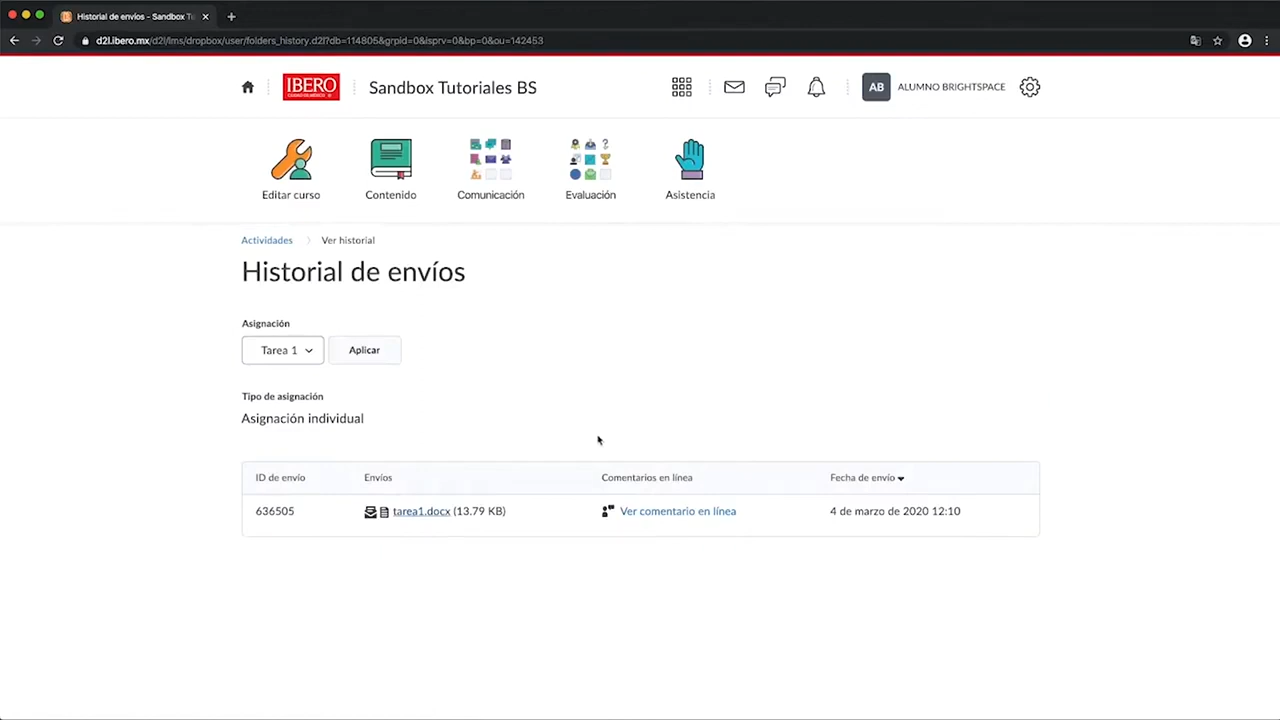 Historial de envíos - Sandbox Tu
d2l.ibero.mx/d2l/lms/dropbox/user/folders_history.d2l?db=114805&grpid=0&isprv=0&bp=0&ou=142453
IBERO
CIUDAD DE MÉXICO
Sandbox Tutoriales BS
AB
ALUMNO BRIGHTSPACE
Editar curso
Contenido
Comunicación
Evaluación
Asistencia
Actividades
Ver historial
Historial de envíos
Asignación
Tarea 1
Aplicar
Tipo de asignación
Asignación individual
ID de envío Envíos Comentarios en línea Fecha de envío
636505 tarea1.docx (13.79 KB) Ver comentario en línea 4 de marzo de 2020 12:10